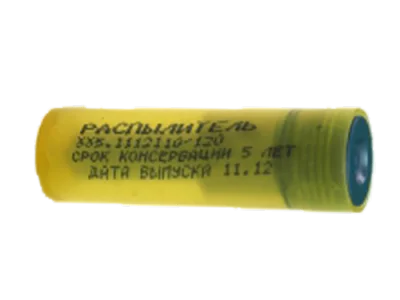 РАСПЫЛИТЕЛЬ
335.1112110-120
СРОК КОНСЕРВАЦИИ 5 ЛЕТ
ДАТА ВЫПУСКА 11.12